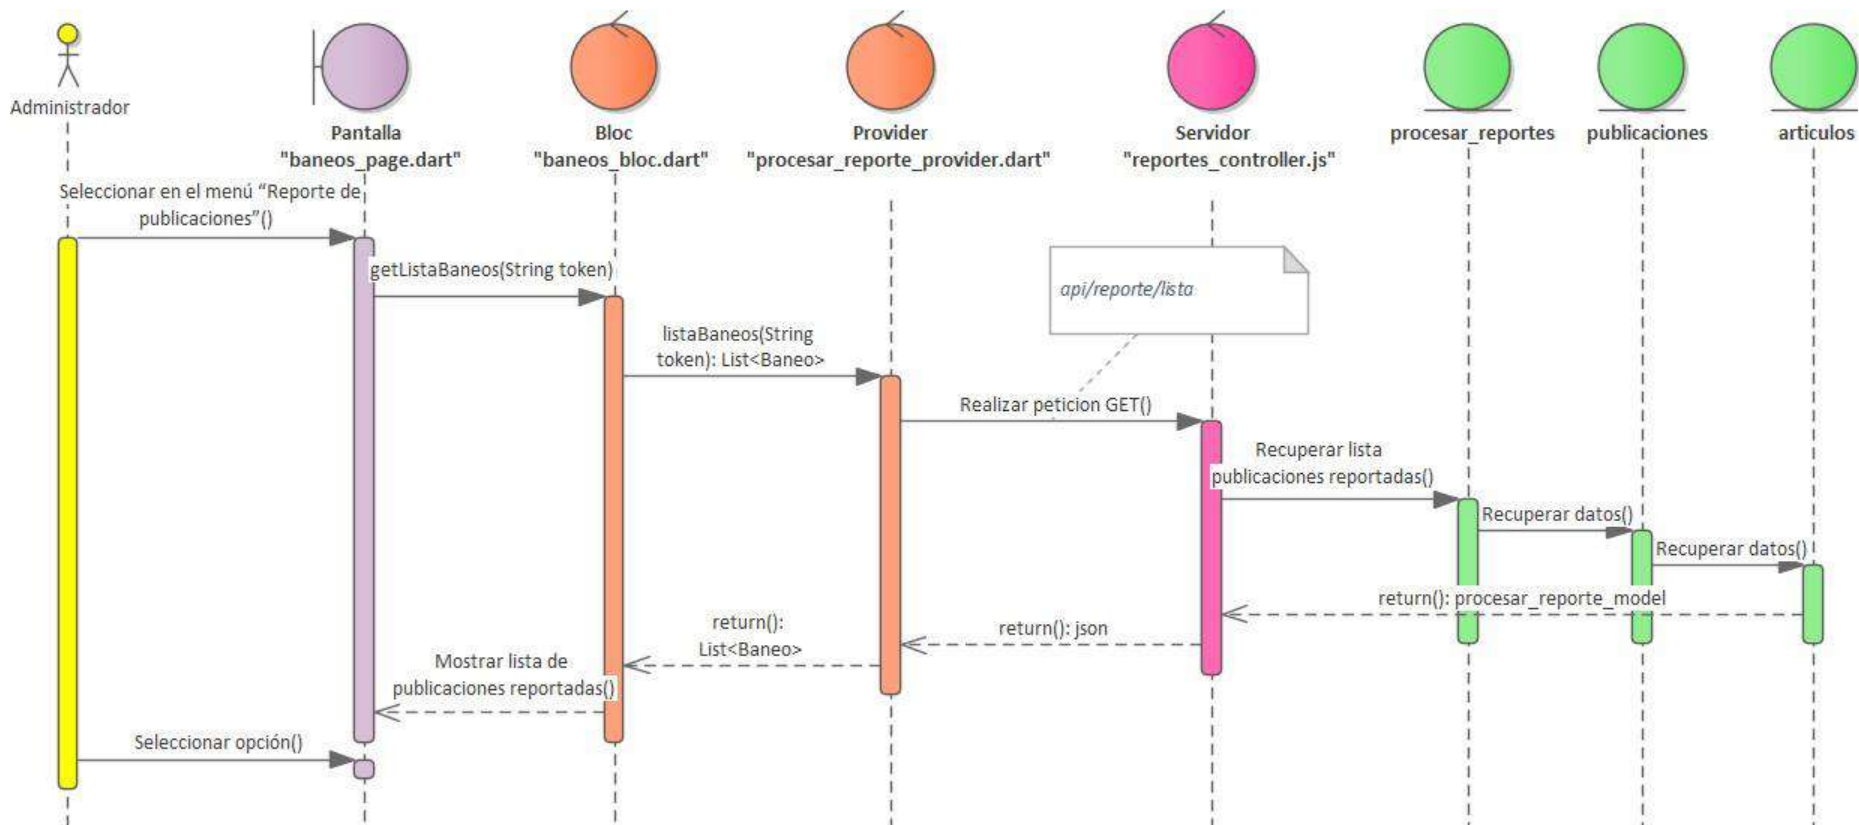 Administrador
Pantalla
"baneos_page.dart"
Bloc
"baneos_bloc.dart"
Provider
"procesar_reporte_provider.dart"
Servidor
"reportes_controller.js"
procesar_reportes
publicaciones
articulos
Seleccionar en el menú “Reporte de
publicaciones”()
getListaBaneos(String token)
api/reporte/lista
listaBaneos(String
token): List<Baneo>
Realizar peticion GET()
Recuperar lista
publicaciones reportadas()
Recuperar datos()
Recuperar datos()
return(): procesar_reporte_model
return(): json
return():
List<Baneo>
Mostrar lista de
publicaciones reportadas()
Seleccionar opción()